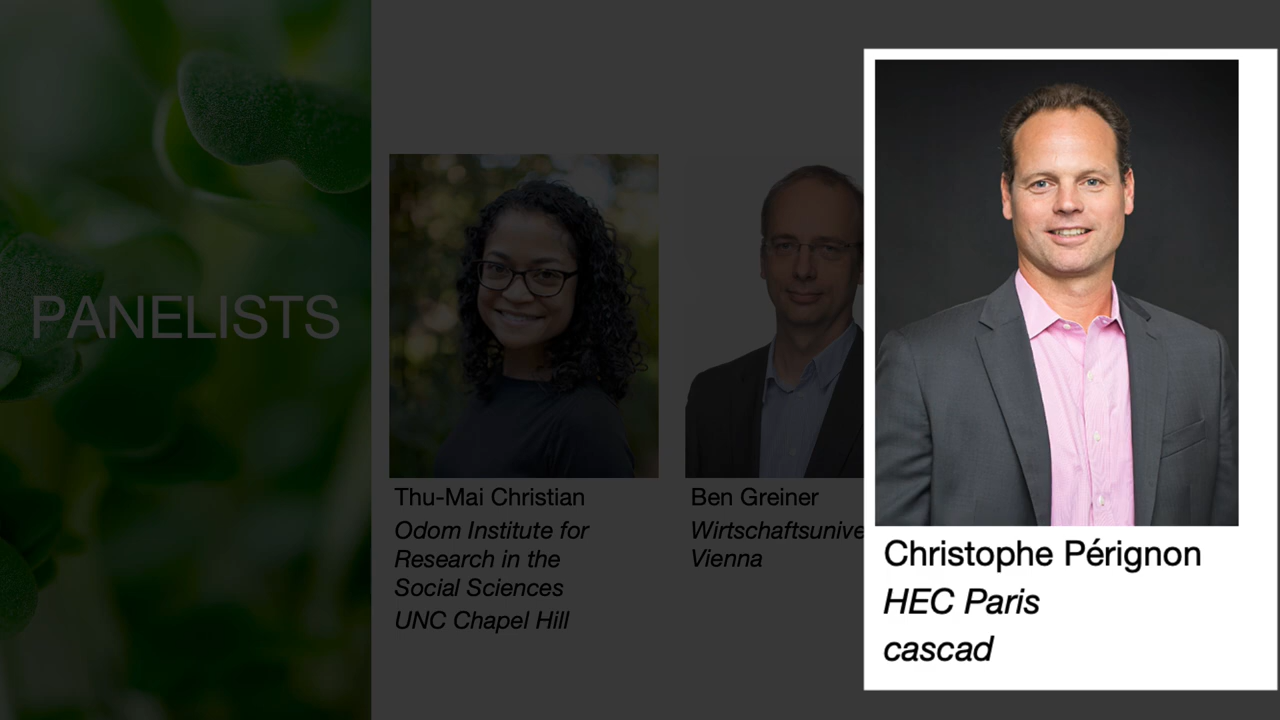 PANELISTS
Thu-Mai Christian
Odom Institute for
Research in the
Social Sciences
UNC Chapel Hill
Ben Greiner
Wirtschaftsunive
Vienna
Christophe Pérignon
HEC Paris
cascad